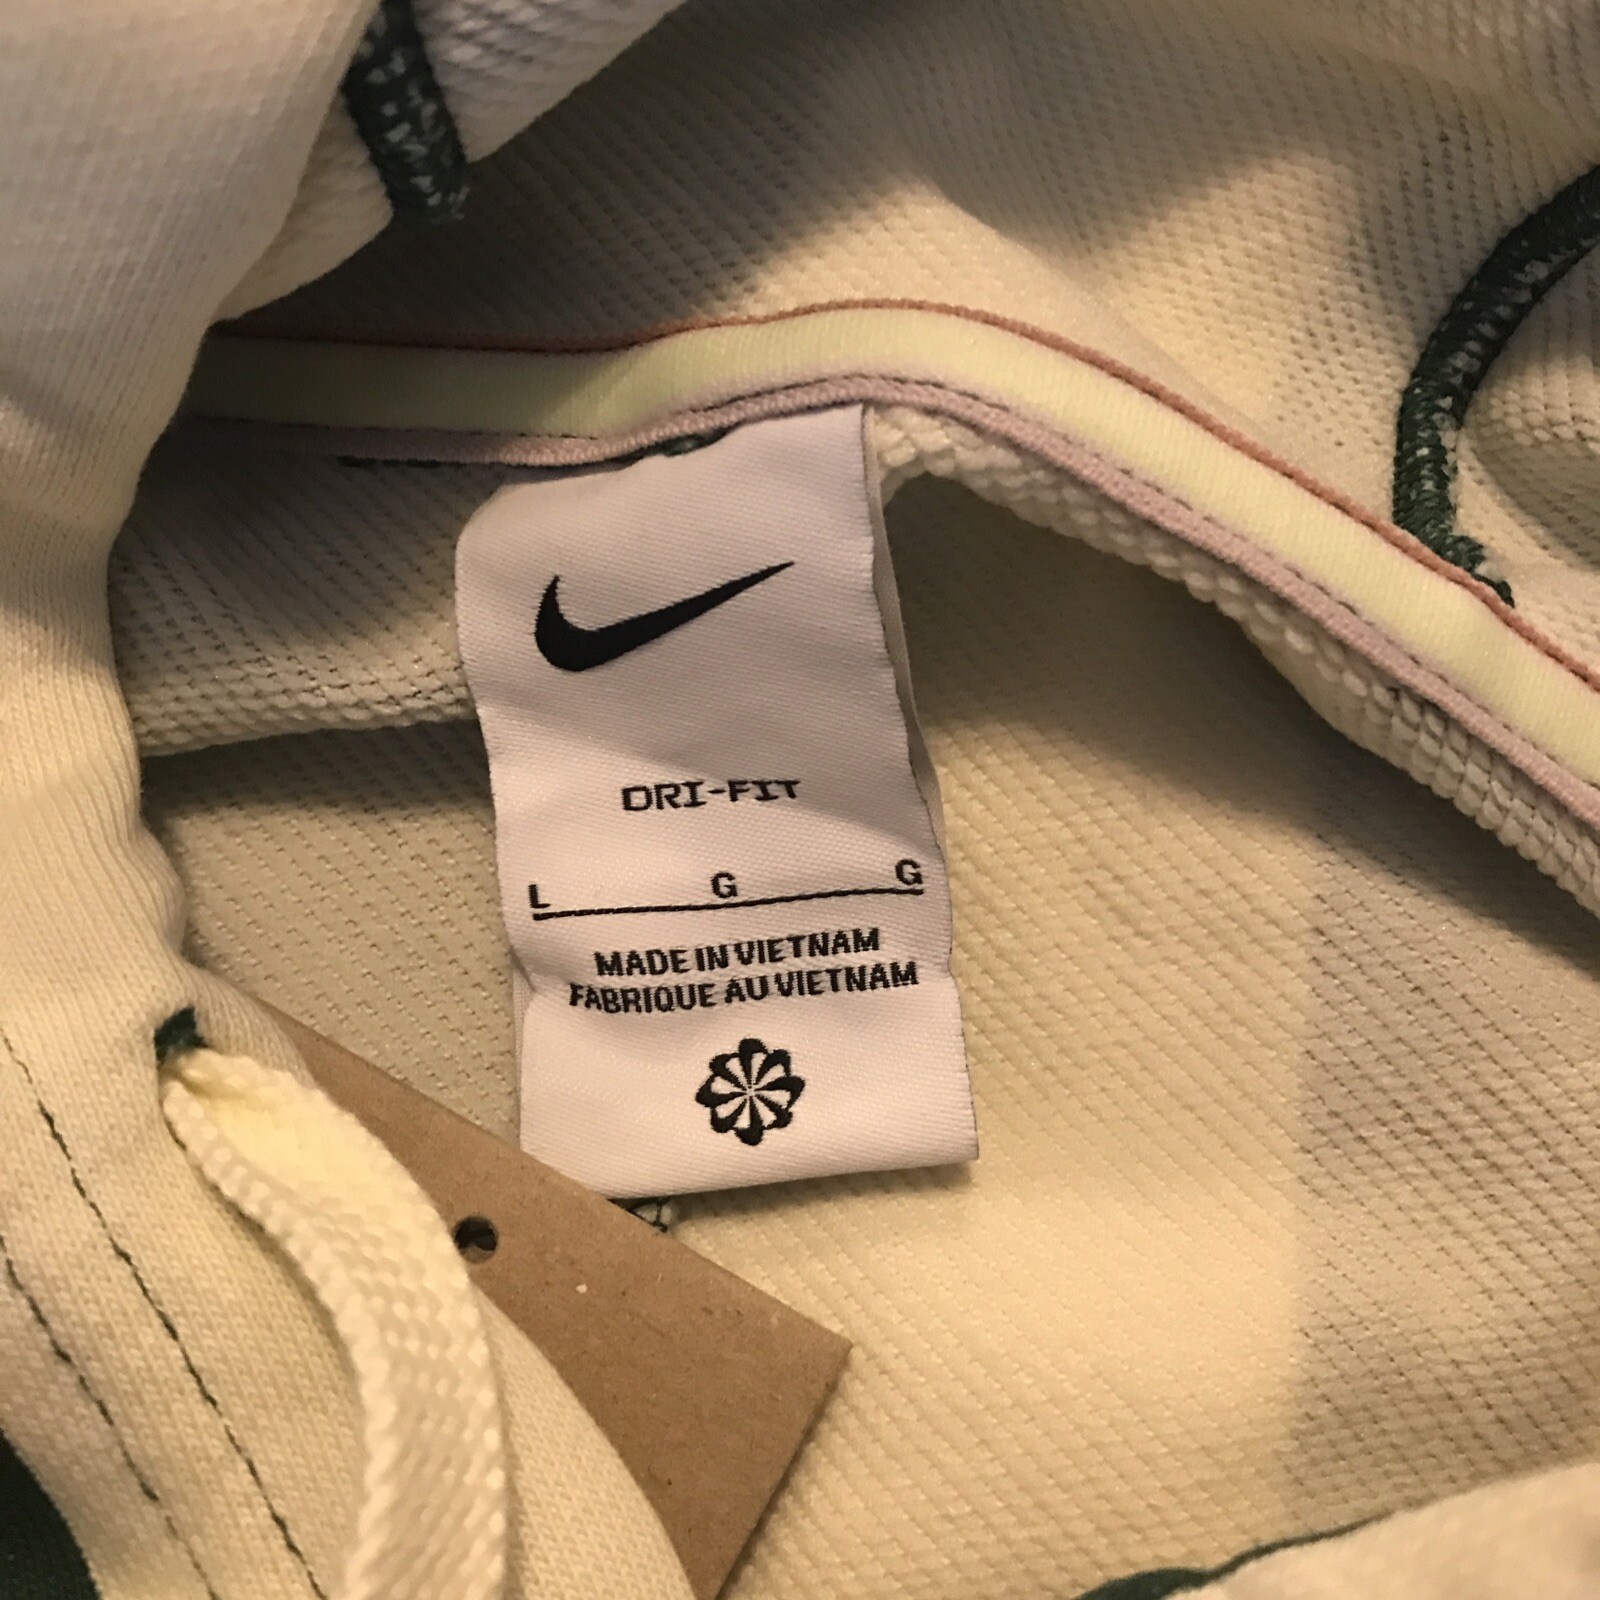 DRI-FIT
L G G
MADE IN VIETNAM
FABRIQUE AU VIETNAM